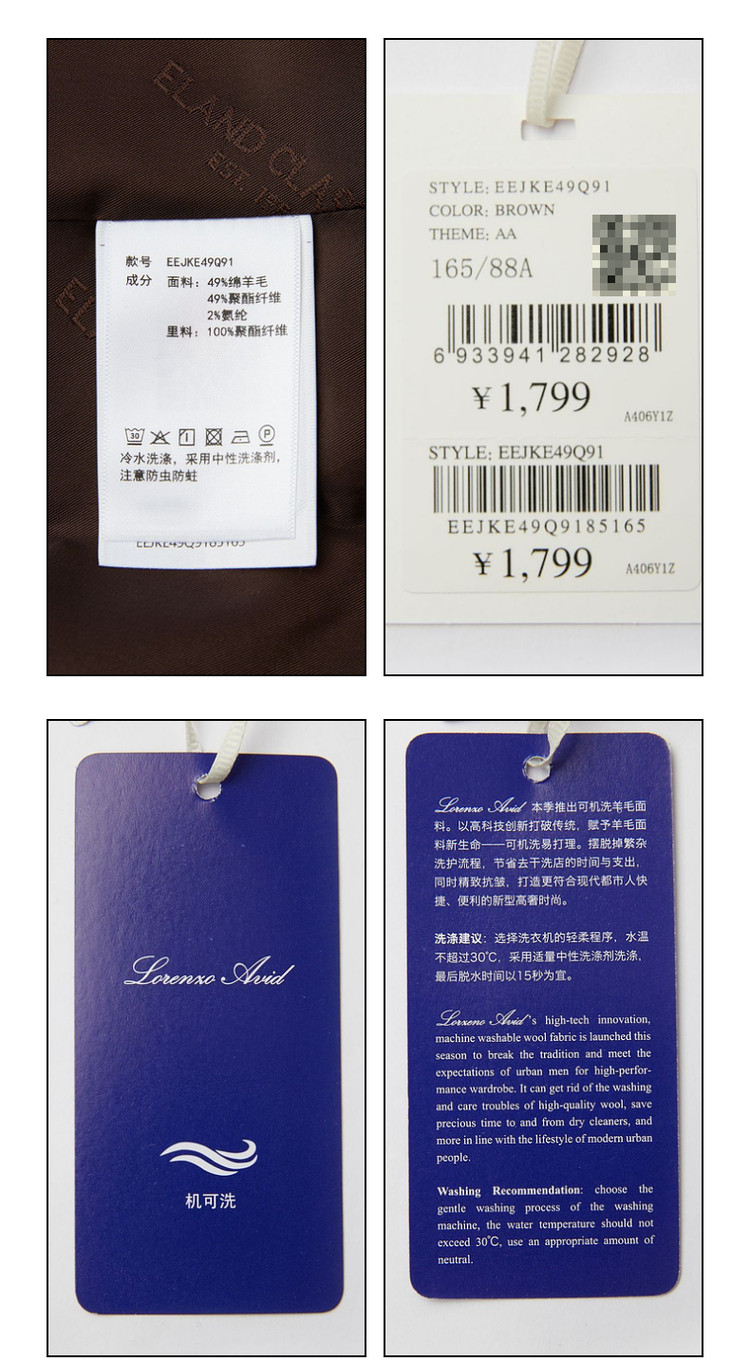 ELAND CLA
EST. 19
款号 EEJKE49Q91
成分 面料: 49%绵羊毛
49%聚酯纤维
2%氨纶
里料: 100%聚酯纤维
30
P
冷水洗涤，采用中性洗涤剂，
注意防虫防蛀
EEJKE49Q9185165
STYLE: EEJKE49Q91
COLOR: BROWN
THEME: AA
165/88A
6 933941 282928
¥1,799
A406Y1Z
STYLE: EEJKE49Q91
EEJKE49Q9185165
¥1,799
A406Y1Z
Lorenzo Avid
机可洗
Lorenzo Avid 本季推出可机洗羊毛面
料。以高科技创新打破传统，赋予羊毛面
料新生命——可机洗易打理。摆脱掉繁杂
洗护流程，节省去干洗店的时间与支出，
同时精致抗皱，打造更符合现代都市人快
捷、便利的新型高奢时尚。
洗涤建议：选择洗衣机的轻柔程序，水温
不超过30℃，采用适量中性洗涤剂洗涤，
最后脱水时间以15秒为宜。
Lorzeno Avid's high-tech innovation,
machine washable wool fabric is launched this
season to break the tradition and meet the
expectations of urban men for high-perfor-
mance wardrobe. It can get rid of the washing
and care troubles of high-quality wool, save
precious time to and from dry cleaners, and
more in line with the lifestyle of modern urban
people.
Washing Recommendation: choose the
gentle washing process of the washing
machine, the water temperature should not
exceed 30℃, use an appropriate amount of
neutral.